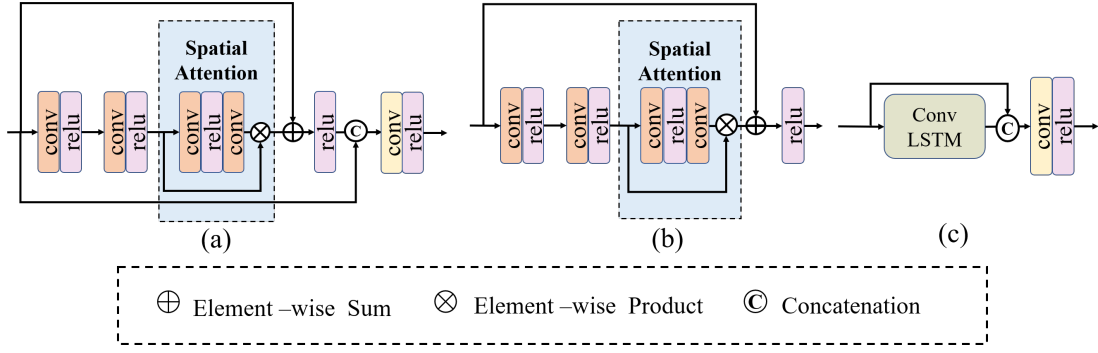 Spatial
Attention
conv
relu
conv
relu
conv
relu
conv
relu
C
conv
relu
(a)
Spatial
Attention
conv
relu
conv
relu
conv
relu
conv
relu
(b)
Conv
LSTM
C
conv
relu
(c)
Element –wise Sum
Element –wise Product
C Concatenation